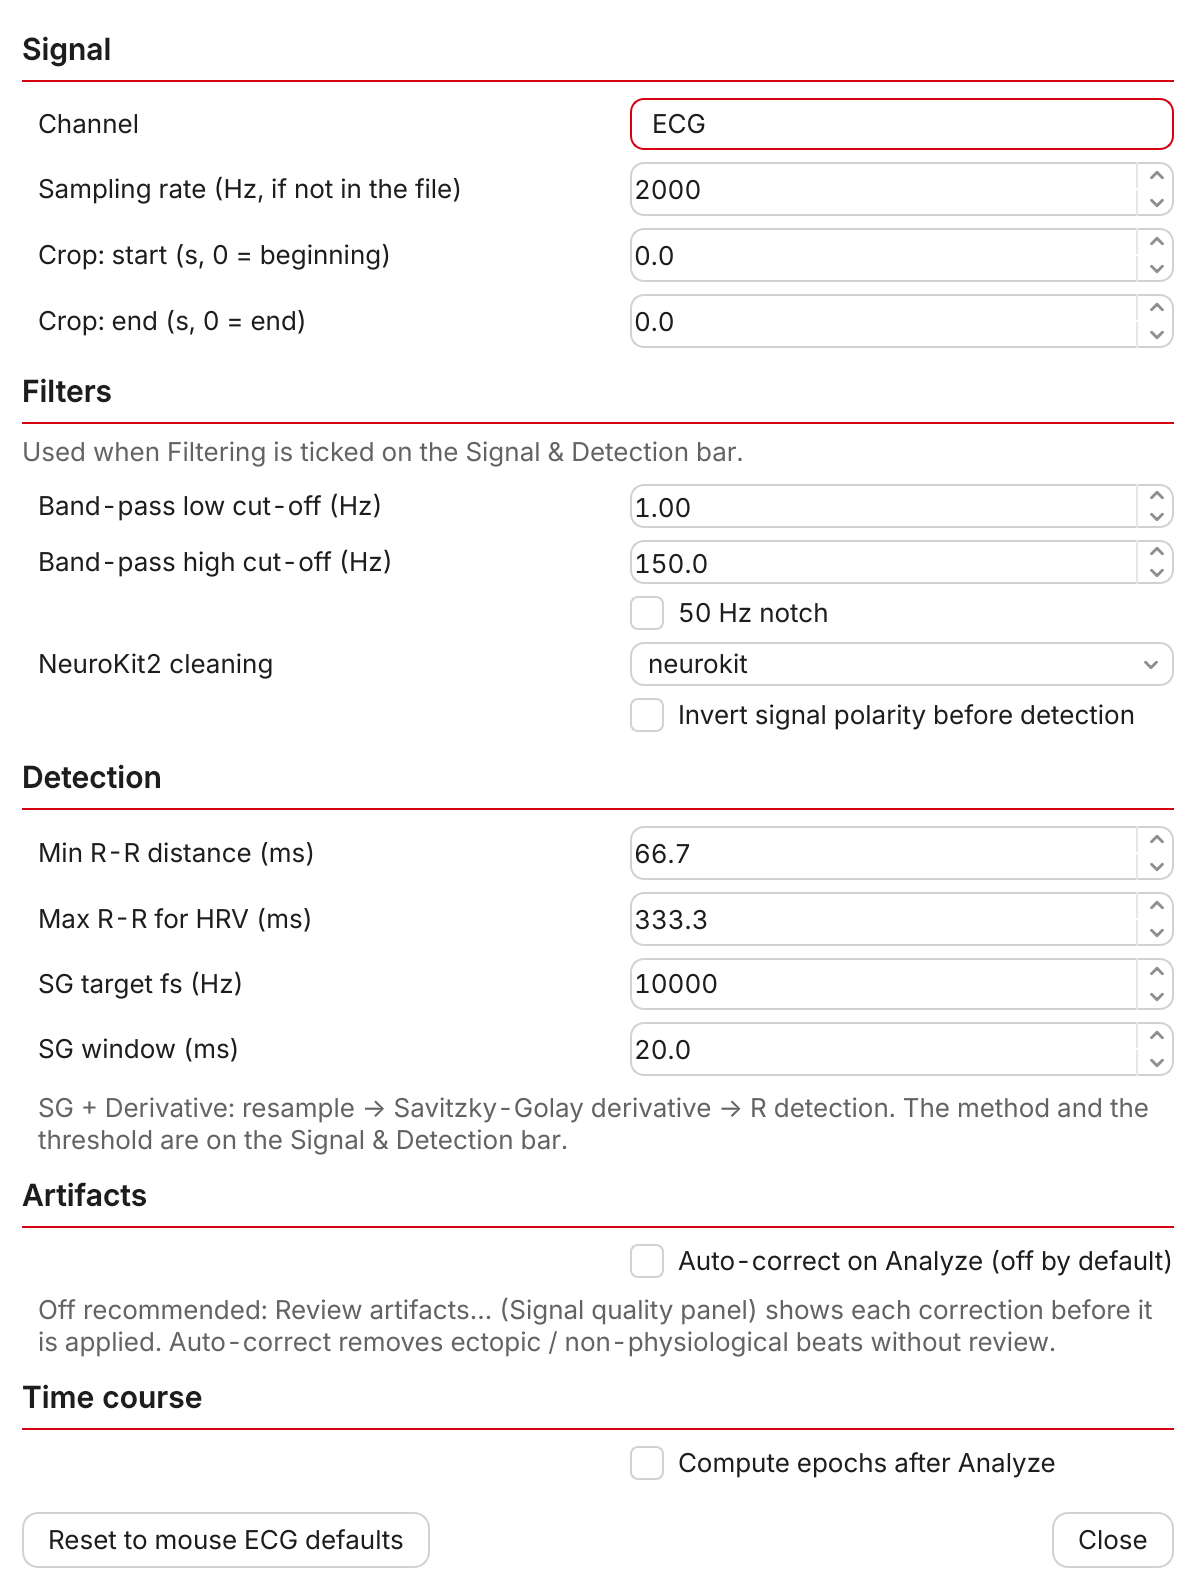 Signal
Channel
ECG
Sampling rate (Hz, if not in the file)
2000
Crop: start (s, 0 = beginning)
0.0
Crop: end (s, 0 = end)
0.0
Filters
Used when Filtering is ticked on the Signal & Detection bar.
Band-pass low cut-off (Hz)
1.00
Band-pass high cut-off (Hz)
150.0
50 Hz notch
NeuroKit2 cleaning
neurokit
Invert signal polarity before detection
Detection
Min R-R distance (ms)
66.7
Max R-R for HRV (ms)
333.3
SG target fs (Hz)
10000
SG window (ms)
20.0
SG + Derivative: resample → Savitzky-Golay derivative → R detection. The method and the
threshold are on the Signal & Detection bar.
Artifacts
Auto-correct on Analyze (off by default)
Off recommended: Review artifacts... (Signal quality panel) shows each correction before it
is applied. Auto-correct removes ectopic / non-physiological beats without review.
Time course
Compute epochs after Analyze
Reset to mouse ECG defaults
Close